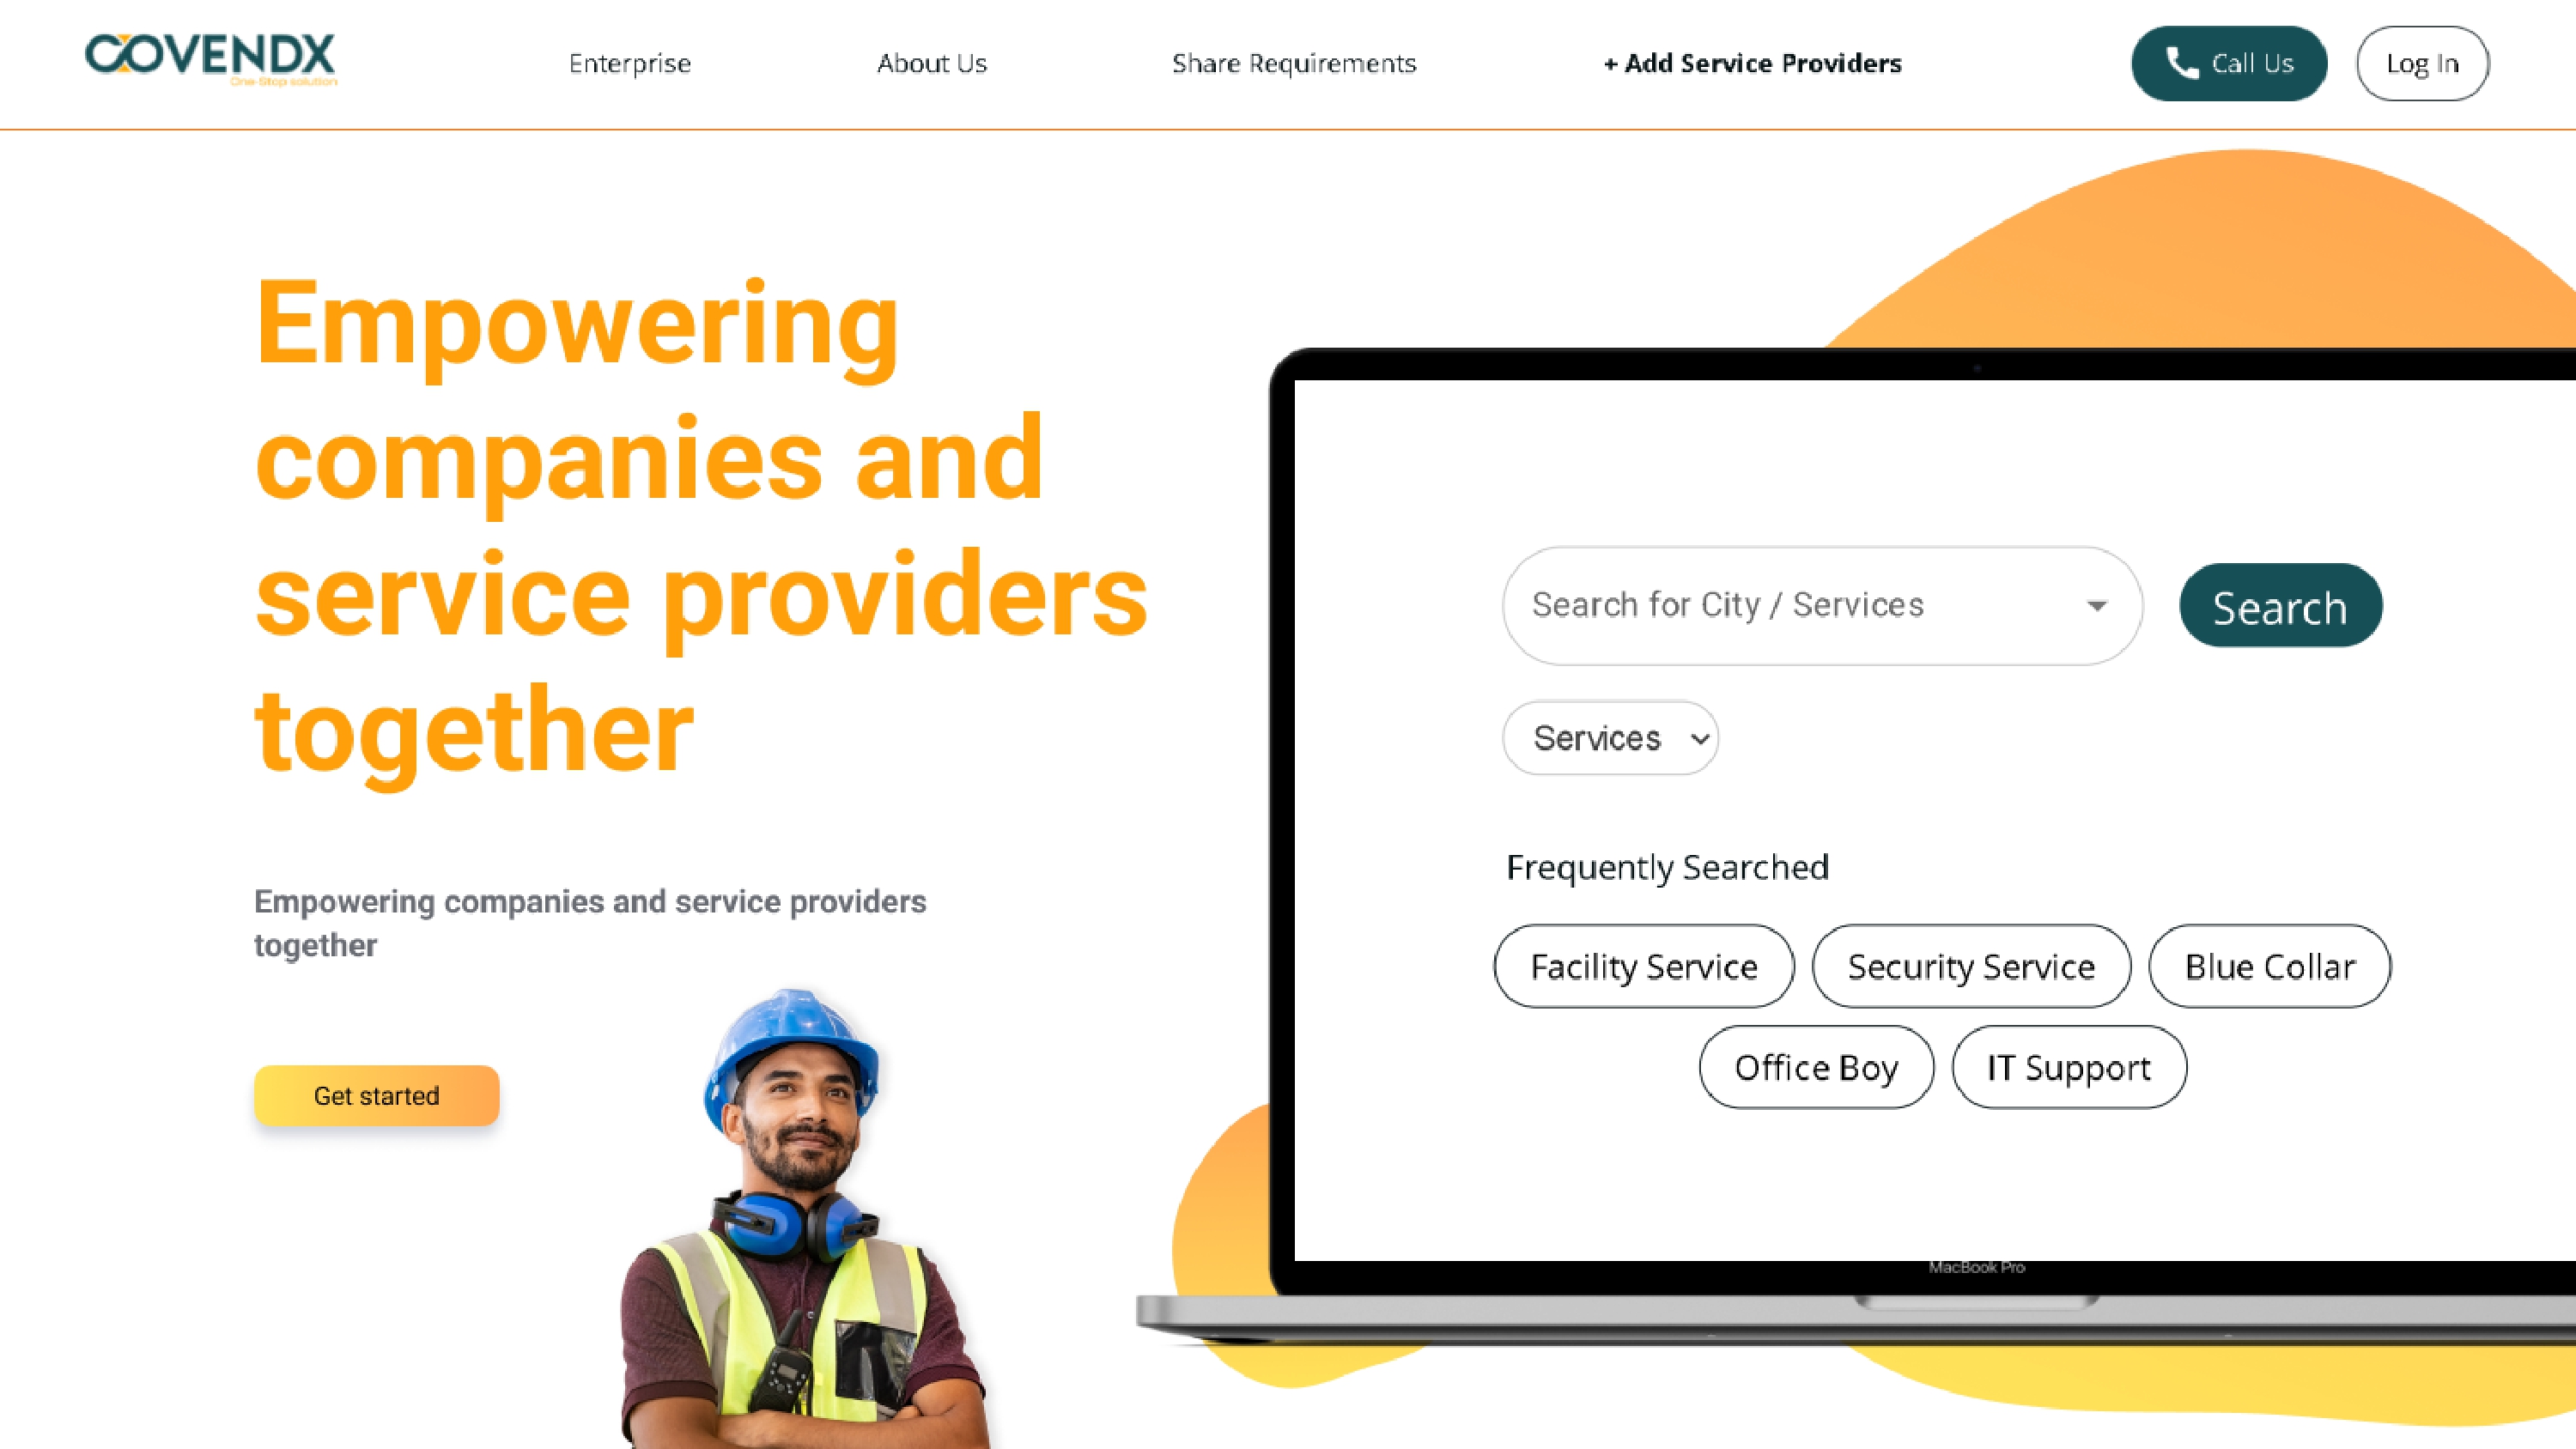 COVENDX
One Stop solution
Enterprise
About Us
Share Requirements
+ Add Service Providers
Call Us
Log In
Empowering
companies and
service providers
together
Empowering companies and service providers
together
Get started
Search for City / Services
Search
Services
Frequently Searched
Facility Service
Security Service
Blue Collar
Office Boy
IT Support
MacBook Pro